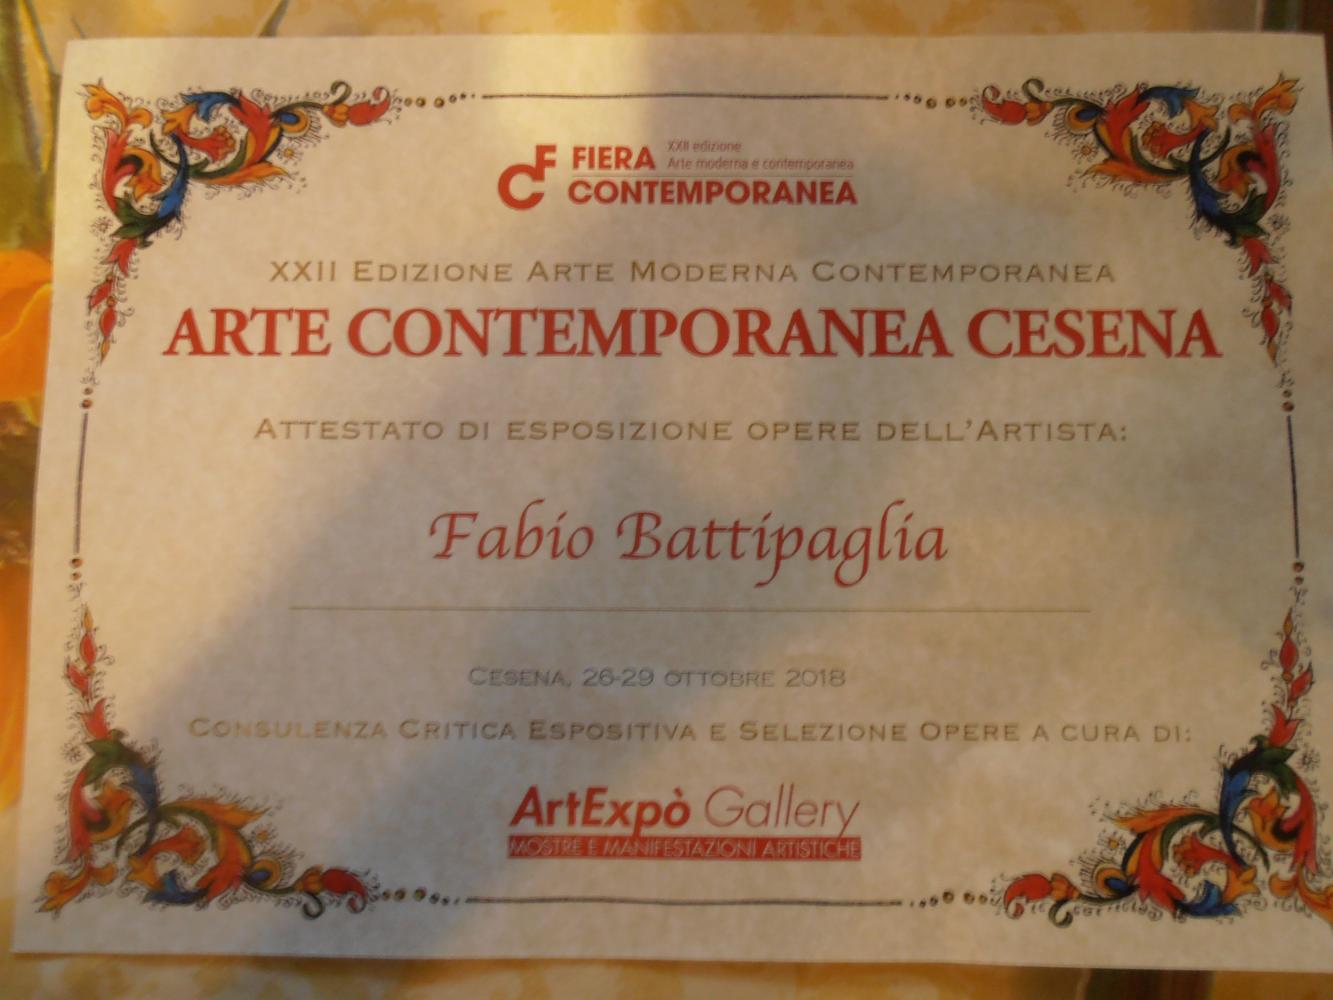 CF FIERA XXII edizione
Arte moderna e contemporanea
CONTEMPORANEA
XXII EDIZIONE ARTE MODERNA CONTEMPORANEA
ARTE CONTEMPORANEA CESENA
ATTESTATO DI ESPOSIZIONE OPERE DELL'ARTISTA:
Fabio Battipaglia
CESENA, 26-29 OTTOBRE 2018
CONSULENZA CRITICA ESPOSITIVA E SELEZIONE OPERE A CURA DI:
ArtExpò Gallery
MOSTRE E MANIFESTAZIONI ARTISTICHE